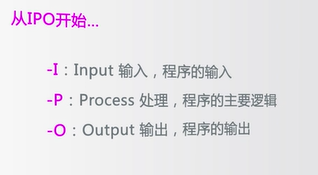 从IPO开始...
-I：Input 输入，程序的输入
-P：Process 处理，程序的主要逻辑
-O：Output 输出，程序的输出